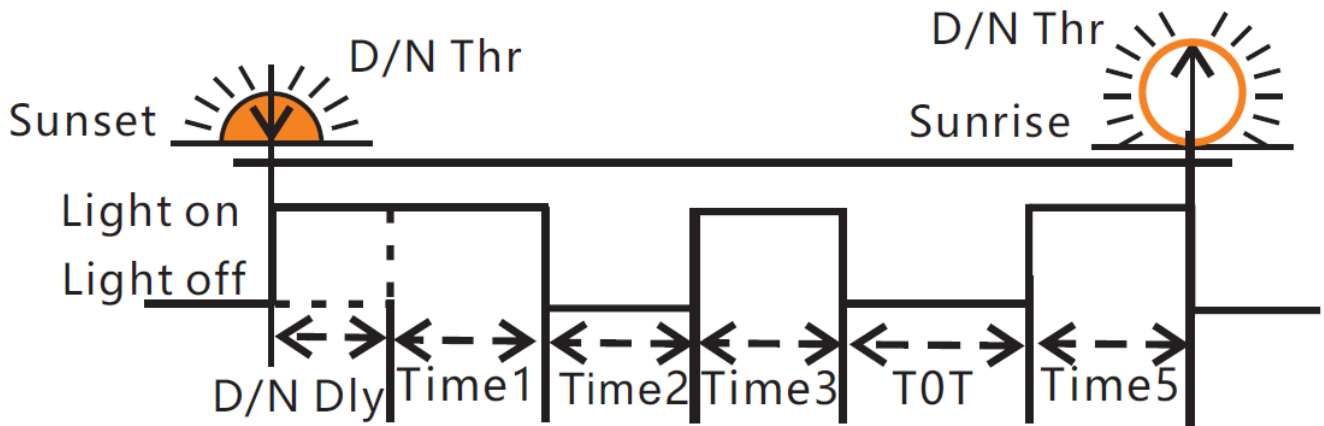 D/N Thr
D/N Thr
Sunset
Sunrise
Light on
Light off
D/N Dly
Time1
Time2
Time3
T0T
Time5